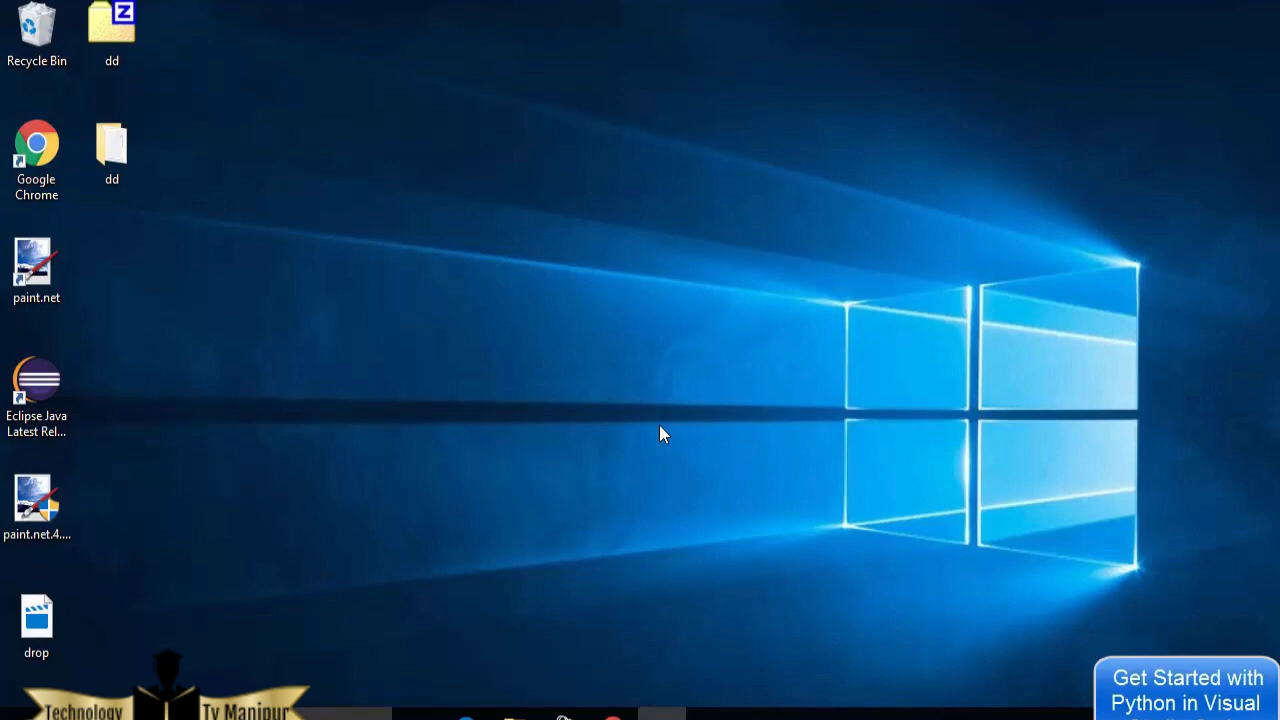 Recycle Bin
dd
Google
Chrome
dd
paint.net
Eclipse Java
Latest Rel...
paint.net.4....
drop
Technology
Tv Manipur
Get Started with
Python in Visual